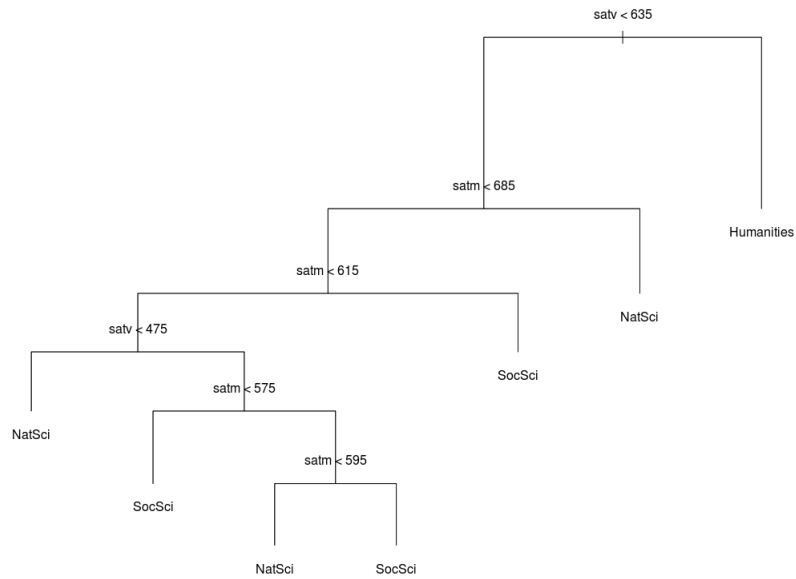 satv < 635
satm < 685
Humanities
satm < 615
NatSci
satv < 475
SocSci
satm < 575
NatSci
satm < 595
SocSci
NatSci
SocSci